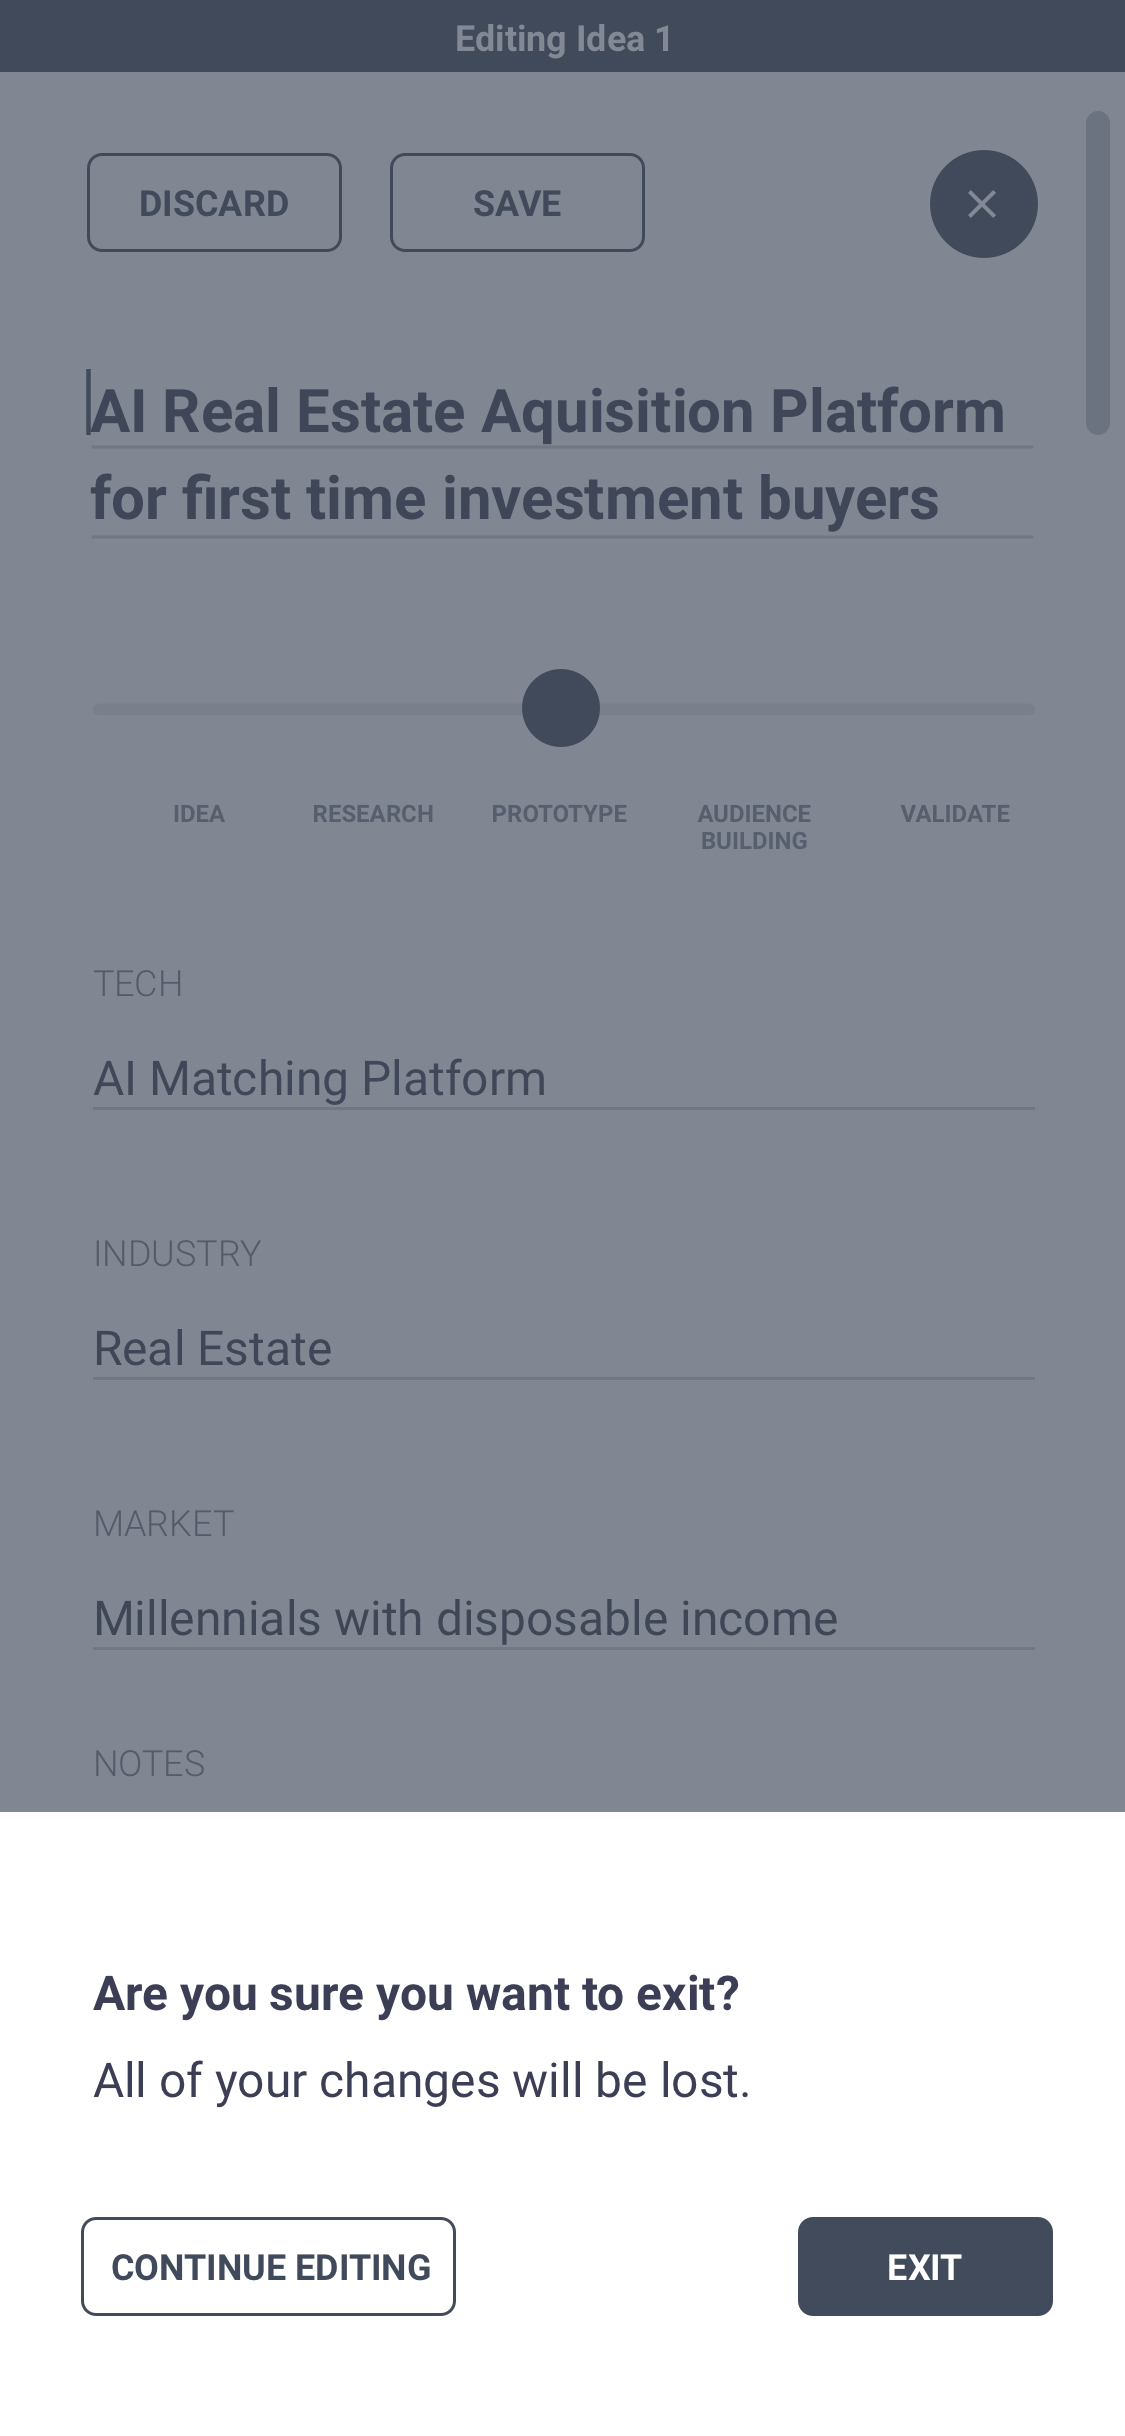 Editing Idea 1
DISCARD
SAVE
AI Real Estate Aquisition Platform
for first time investment buyers
IDEA
RESEARCH
PROTOTYPE
AUDIENCE
BUILDING
VALIDATE
TECH
AI Matching Platform
INDUSTRY
Real Estate
MARKET
Millennials with disposable income
NOTES
Are you sure you want to exit?
All of your changes will be lost.
CONTINUE EDITING
EXIT